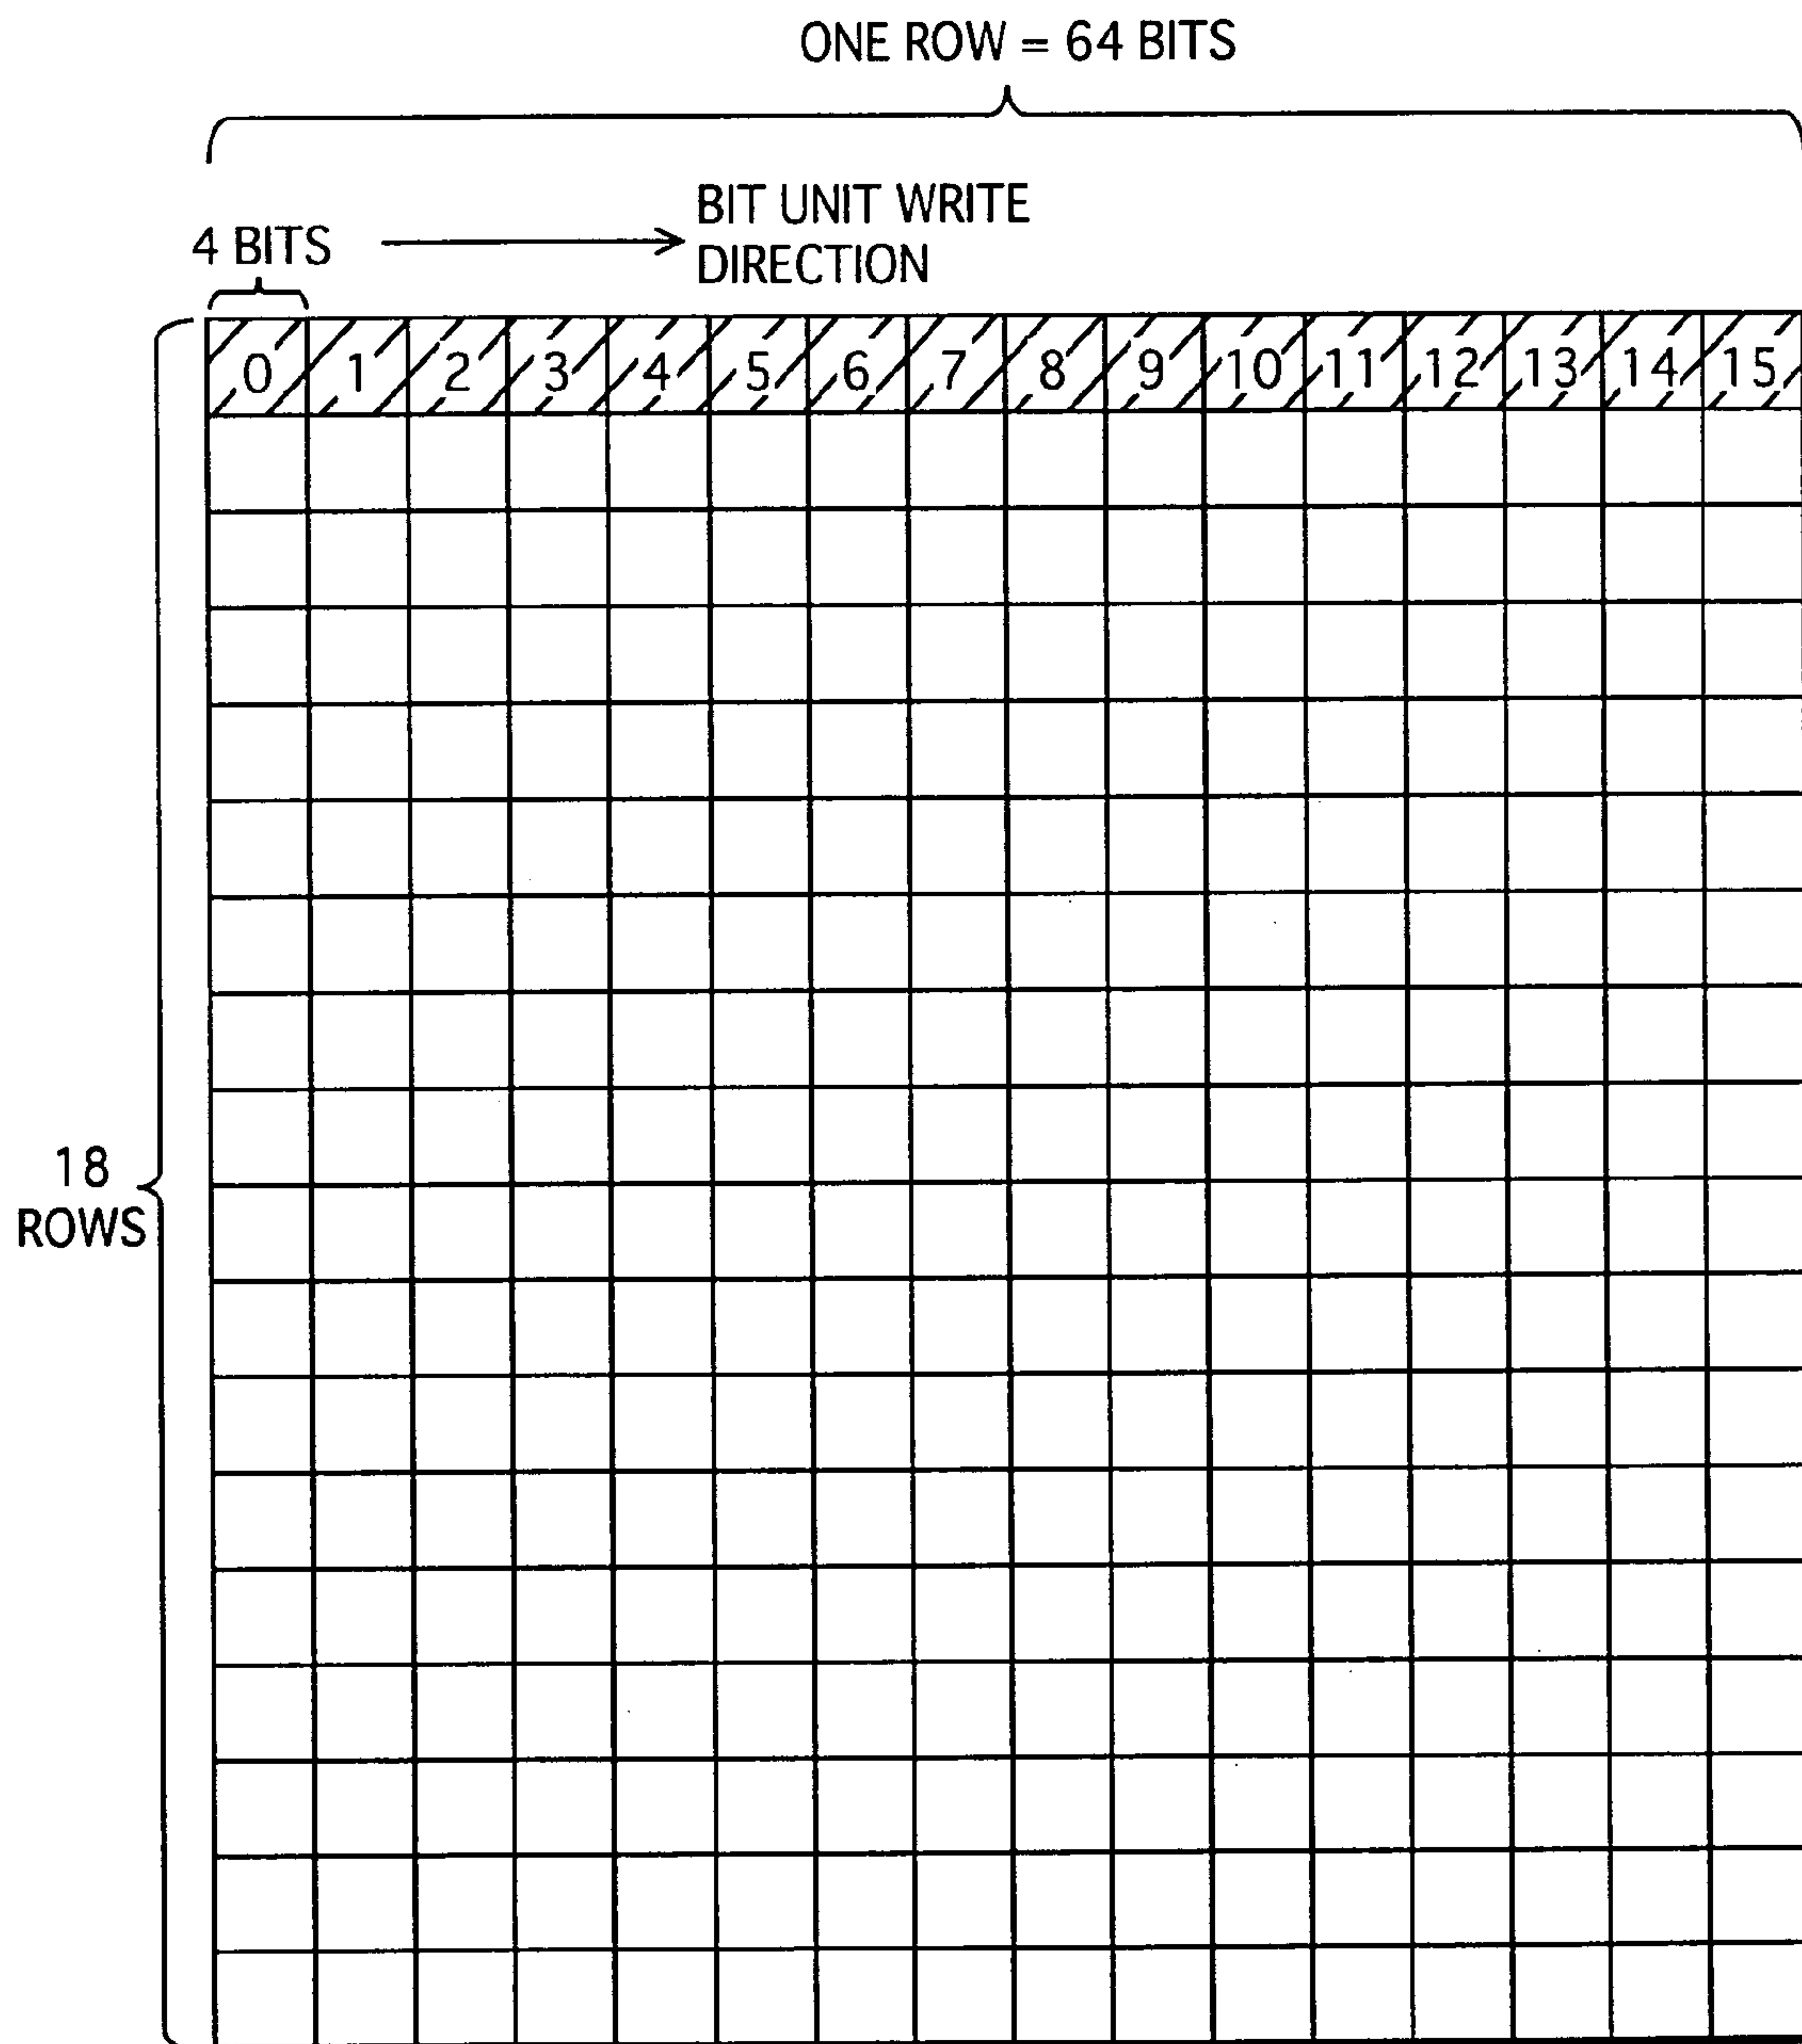 ONE ROW = 64 BITS
BIT UNIT WRITE
DIRECTION
4 BITS
0 1 2 3 4 5 6 7 8 9 10 11 12 13 14 15
18
ROWS